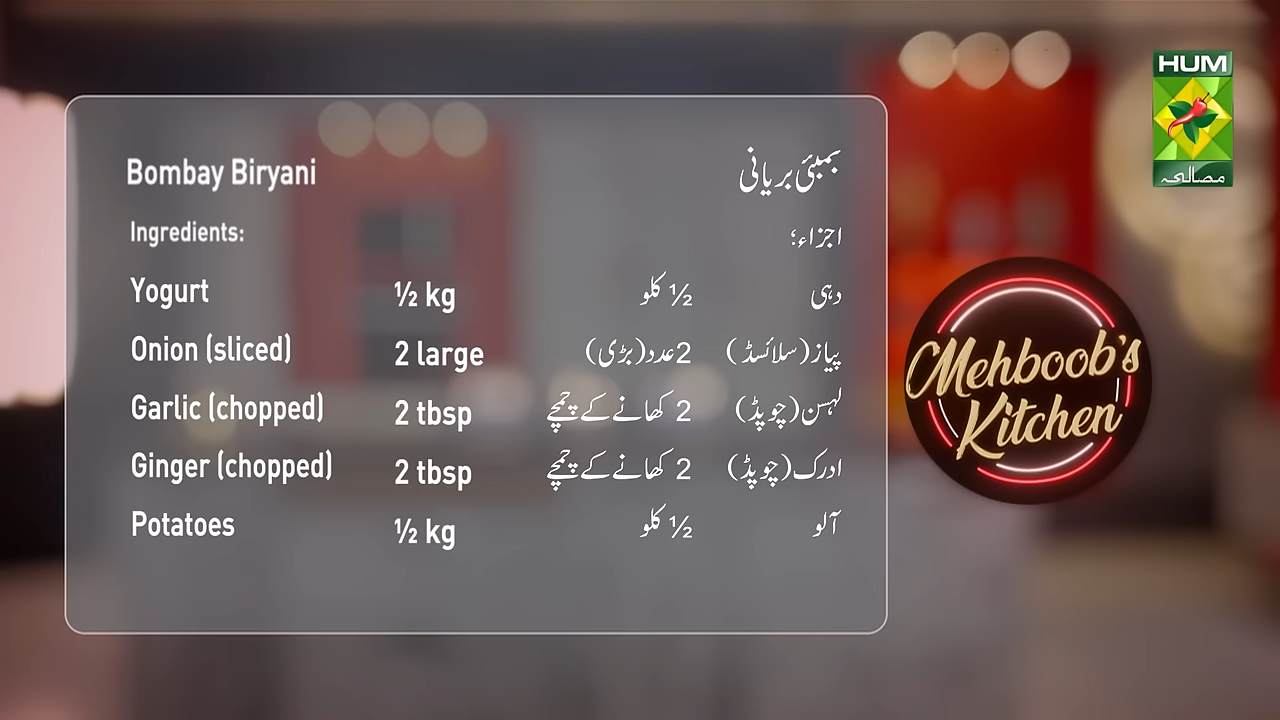 HUM
مصالحہ
Bombay Biryani بمبئی بریانی
Ingredients: اجزاء؛
Yogurt ½ kg ½ کلو دہی
Onion (sliced) 2 large 2عدد(بڑی) پیاز(سلائسڈ)
Garlic (chopped) 2 tbsp 2 کھانے کے چمچے لہسن(چوپڈ)
Ginger (chopped) 2 tbsp 2 کھانے کے چمچے ادرک(چوپڈ)
Potatoes ½ kg ½ کلو آلو
Mehboob's
Kitchen